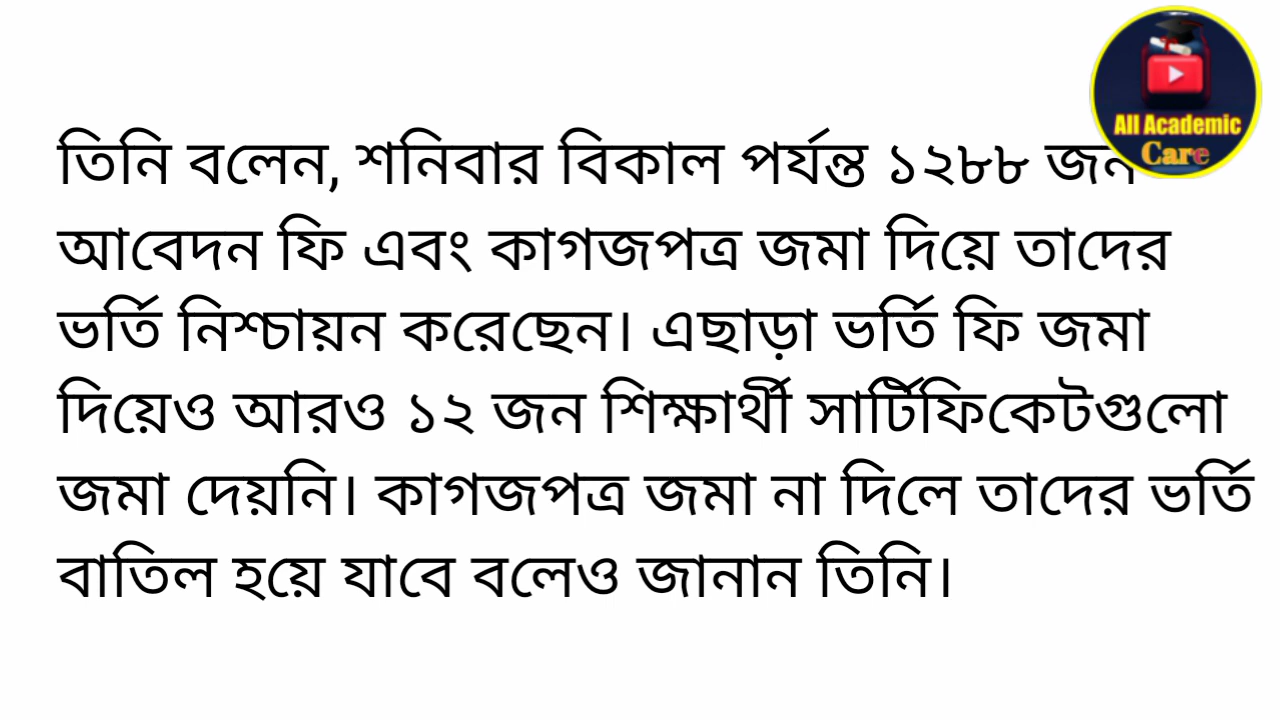 All Academic
Care
তিনি বলেন, শনিবার বিকাল পর্যন্ত ১২৮৮ জন
আবেদন ফি এবং কাগজপত্র জমা দিয়ে তাদের
ভর্তি নিশ্চায়ন করেছেন। এছাড়া ভর্তি ফি জমা
দিয়েও আরও ১২ জন শিক্ষার্থী সার্টিফিকেটগুলো
জমা দেয়নি। কাগজপত্র জমা না দিলে তাদের ভর্তি
বাতিল হয়ে যাবে বলেও জানান তিনি।